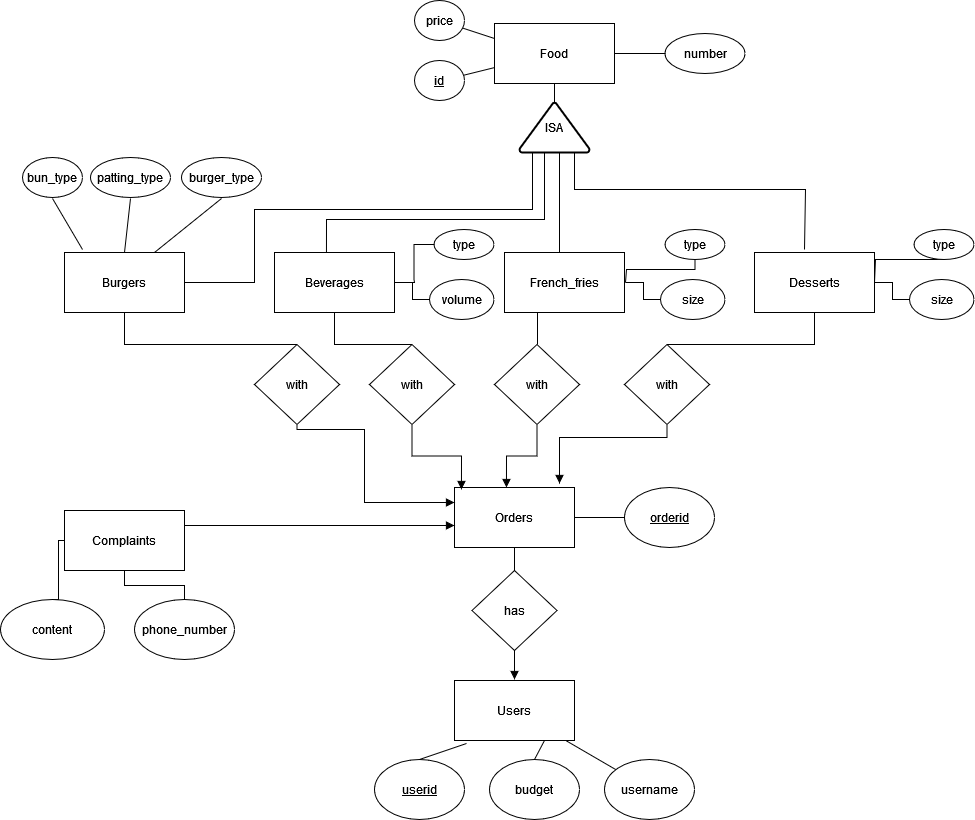 price
Food
number
id
ISA
bun_type
patting_type
burger_type
type
type
type
Burgers
Beverages
volume
French_fries
size
Desserts
size
with
with
with
with
Orders
orderid
Complaints
has
content
phone_number
Users
userid
budget
username